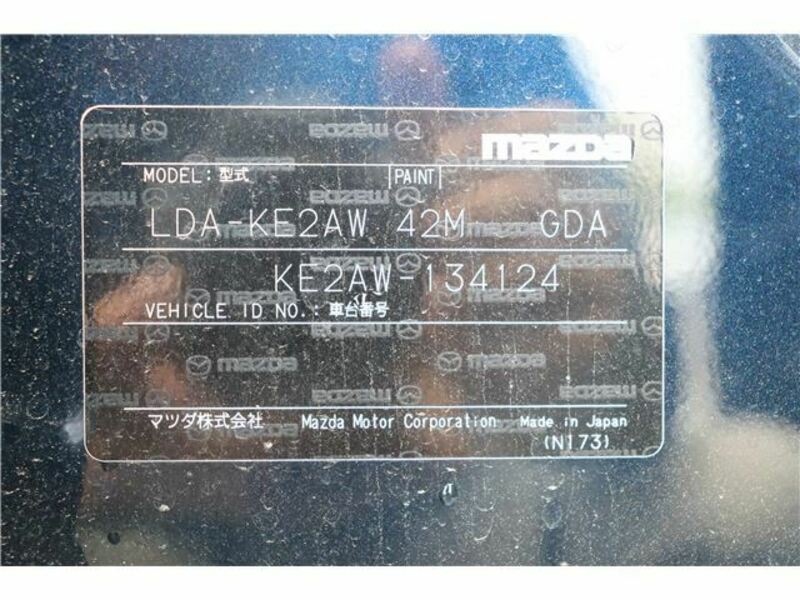 mazda
MODEL: 型式 PAINT
LDA-KE2AW 42M GDA
KE2AW-134124
VEHICLE ID NO.: 車台番号
マツダ株式会社 Mazda Motor Corporation Made in Japan
(N173)